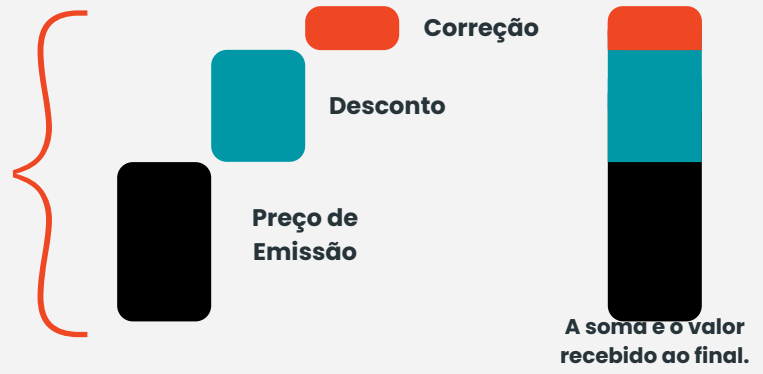 Correção
Desconto
Preço de
Emissão
A soma é o valor
recebido ao final.